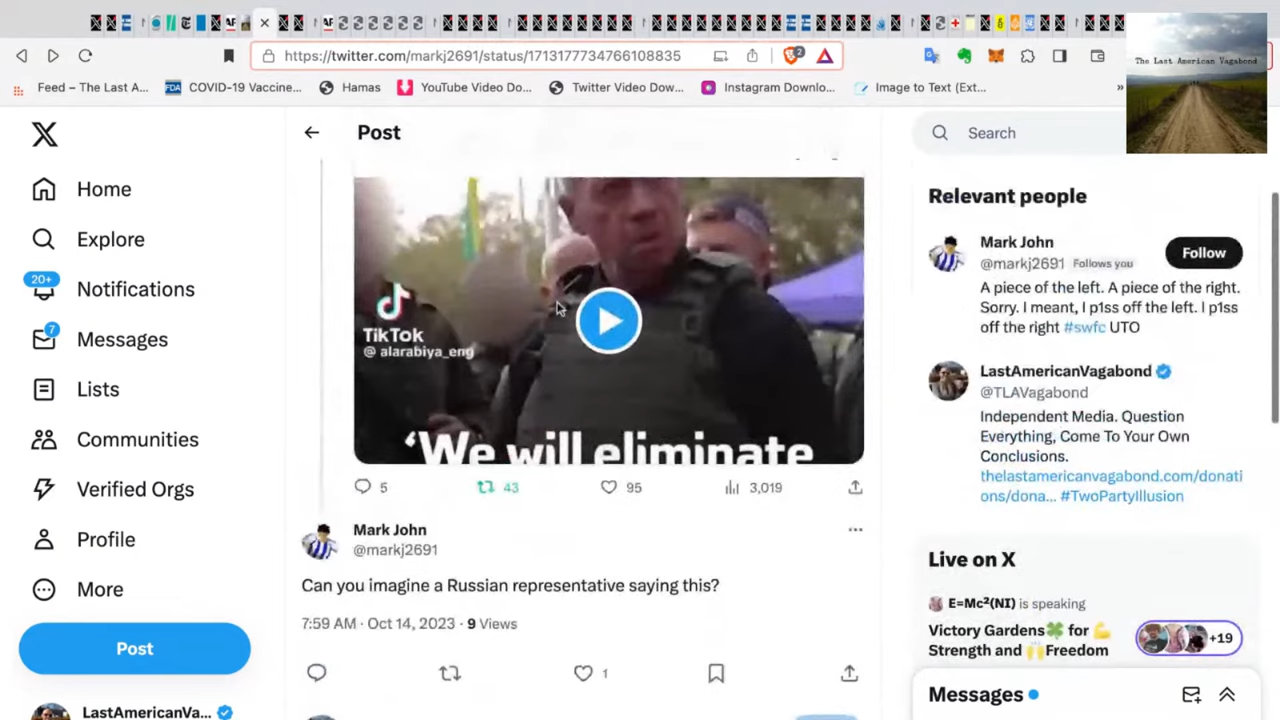 https://twitter.com/markj2691/status/1713177734766108835
2
The Last American Vagabond
Feed – The Last A...
FDA
COVID-19 Vaccine...
Hamas
YouTube Video Do...
Twitter Video Dow...
Instagram Downlo...
Image to Text (Ext...
»
Post
Search
Home
Explore
20+
Notifications
7
Messages
Lists
Communities
Verified Orgs
Profile
More
Post
LastAmericanVa...
TikTok
@ alarabiya_eng
‘We will eliminate
5
43
95
3,019
Mark John
@markj2691
Can you imagine a Russian representative saying this?
7:59 AM · Oct 14, 2023 · 9 Views
1
Relevant people
Mark John
@markj2691 Follows you
Follow
A piece of the left. A piece of the right.
Sorry. I meant, I p1ss off the left. I p1ss
off the right #swfc UTO
LastAmericanVagabond
@TLAVagabond
Independent Media. Question
Everything, Come To Your Own
Conclusions.
thelastamericanvagabond.com/donati
ons/dona... #TwoPartyIllusion
Live on X
E=Mc²(NI) is speaking
Victory Gardens🍀 for 💪
Strength and 🙌Freedom
+19
Messages